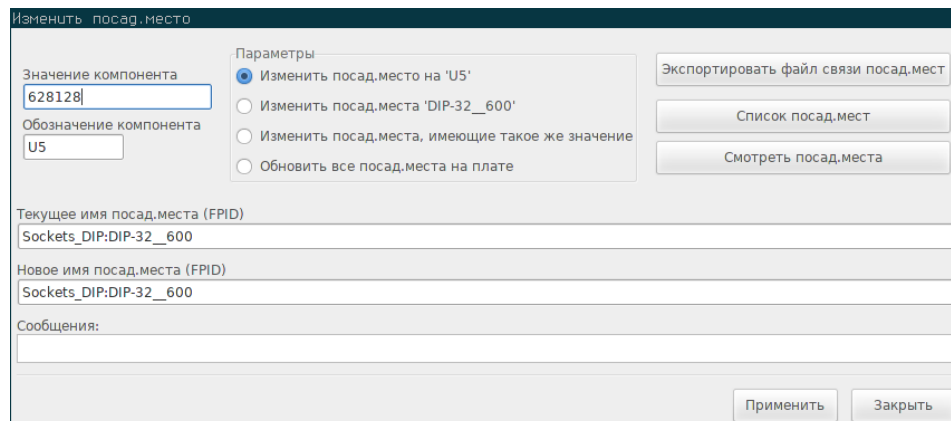 Изменить посад.место
Значение компонента
628128
Обозначение компонента
U5
Параметры
Изменить посад.место на 'U5'
Изменить посад.места 'DIP-32__600'
Изменить посад.места, имеющие такое же значение
Обновить все посад.места на плате
Экспортировать файл связи посад.мест
Список посад.мест
Смотреть посад.места
Текущее имя посад.места (FPID)
Sockets_DIP:DIP-32__600
Новое имя посад.места (FPID)
Sockets_DIP:DIP-32__600
Сообщения:
Применить
Закрыть